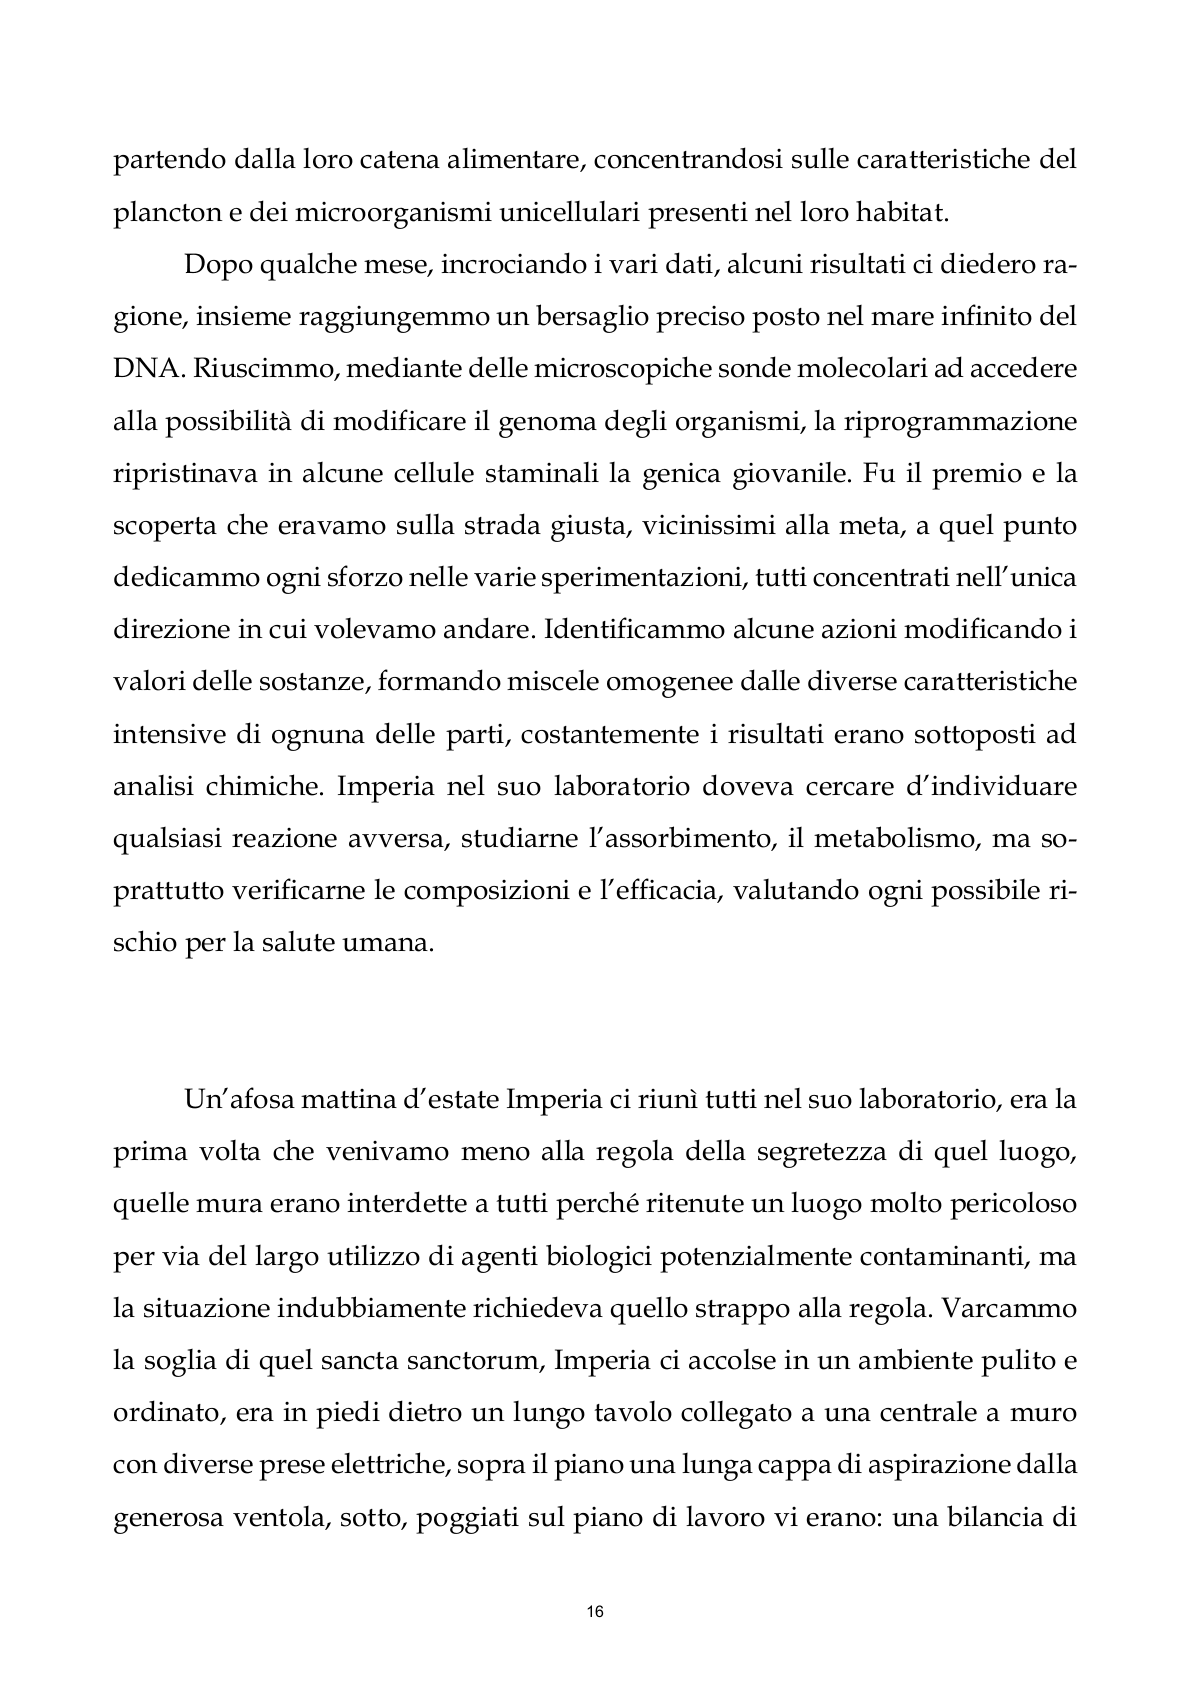 partendo dalla loro catena alimentare, concentrandosi sulle caratteristiche del
plancton e dei microorganismi unicellulari presenti nel loro habitat.
Dopo qualche mese, incrociando i vari dati, alcuni risultati ci diedero ra-
gione, insieme raggiungemmo un bersaglio preciso posto nel mare infinito del
DNA. Riuscimmo, mediante delle microscopiche sonde molecolari ad accedere
alla possibilità di modificare il genoma degli organismi, la riprogrammazione
ripristinava in alcune cellule staminali la genica giovanile. Fu il premio e la
scoperta che eravamo sulla strada giusta, vicinissimi alla meta, a quel punto
dedicammo ogni sforzo nelle varie sperimentazioni, tutti concentrati nell’unica
direzione in cui volevamo andare. Identificammo alcune azioni modificando i
valori delle sostanze, formando miscele omogenee dalle diverse caratteristiche
intensive di ognuna delle parti, costantemente i risultati erano sottoposti ad
analisi chimiche. Imperia nel suo laboratorio doveva cercare d’individuare
qualsiasi reazione avversa, studiarne l’assorbimento, il metabolismo, ma so-
prattutto verificarne le composizioni e l’efficacia, valutando ogni possibile ri-
schio per la salute umana.
Un’afosa mattina d’estate Imperia ci riunì tutti nel suo laboratorio, era la
prima volta che venivamo meno alla regola della segretezza di quel luogo,
quelle mura erano interdette a tutti perché ritenute un luogo molto pericoloso
per via del largo utilizzo di agenti biologici potenzialmente contaminanti, ma
la situazione indubbiamente richiedeva quello strappo alla regola. Varcammo
la soglia di quel sancta sanctorum, Imperia ci accolse in un ambiente pulito e
ordinato, era in piedi dietro un lungo tavolo collegato a una centrale a muro
con diverse prese elettriche, sopra il piano una lunga cappa di aspirazione dalla
generosa ventola, sotto, poggiati sul piano di lavoro vi erano: una bilancia di
16